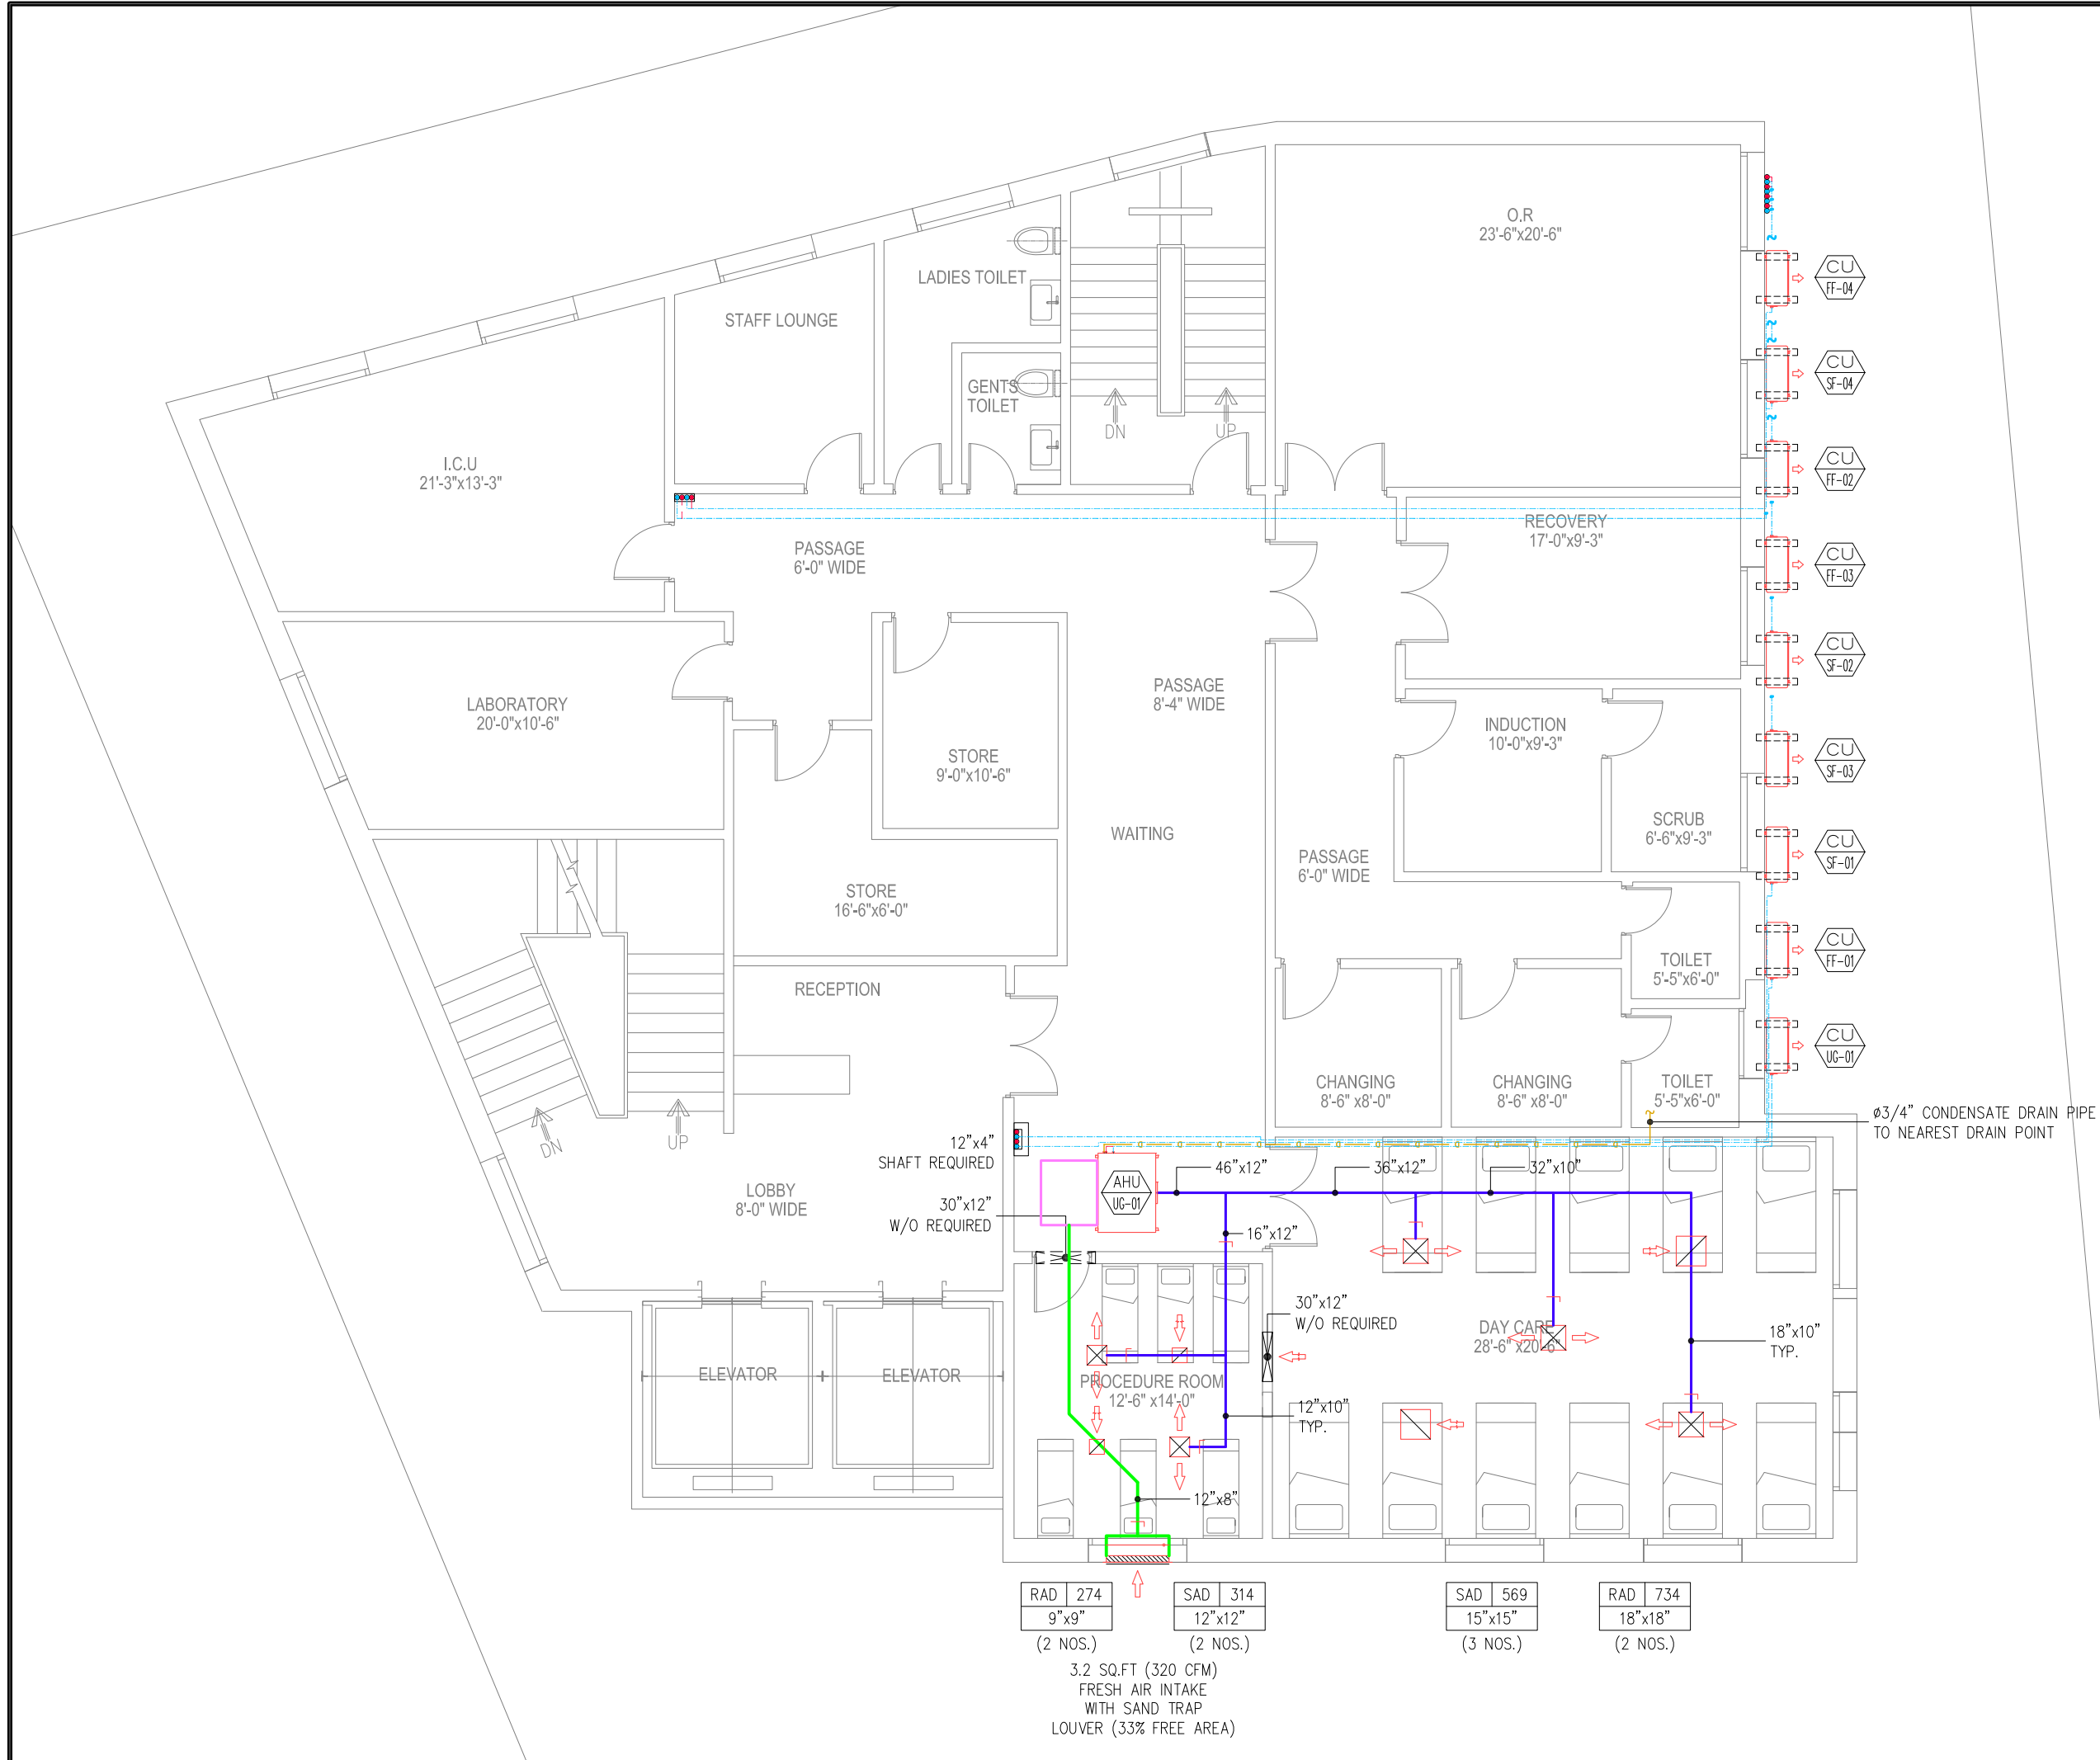 O.R
23'-6"x20'-6"
LADIES TOILET
STAFF LOUNGE
GENTS
TOILET
DN
UP
I.C.U
21'-3"x13'-3"
RECOVERY
17'-0"x9'-3"
PASSAGE
6'-0" WIDE
PASSAGE
8'-4" WIDE
LABORATORY
20'-0"x10'-6"
INDUCTION
10'-0"x9'-3"
STORE
9'-0"x10'-6"
SCRUB
6'-6"x9'-3"
WAITING
PASSAGE
6'-0" WIDE
STORE
16'-6"x6'-0"
TOILET
5'-5"x6'-0"
RECEPTION
CHANGING
8'-6" x8'-0"
CHANGING
8'-6" x8'-0"
TOILET
5'-5"x6'-0"
CU
FF-04
CU
SF-04
CU
FF-02
CU
FF-03
CU
SF-02
CU
SF-03
CU
SF-01
CU
FF-01
CU
UG-01
ø3/4" CONDENSATE DRAIN PIPE
TO NEAREST DRAIN POINT
DN
UP
12"x4"
SHAFT REQUIRED
LOBBY
8'-0" WIDE
30"x12"
W/O REQUIRED
AHU
UG-01
46"x12"
36"x12"
32"x10"
16"x12"
30"x12"
W/O REQUIRED
DAY CARE
28'-6" x20'-6"
18"x10"
TYP.
ELEVATOR
ELEVATOR
PROCEDURE ROOM
12'-6" x14'-0"
12"x10"
TYP.
12"x8"
RAD 274
9"x9"
(2 NOS.)
SAD 314
12"x12"
(2 NOS.)
SAD 569
15"x15"
(3 NOS.)
RAD 734
18"x18"
(2 NOS.)
3.2 SQ.FT (320 CFM)
FRESH AIR INTAKE
WITH SAND TRAP
LOUVER (33% FREE AREA)